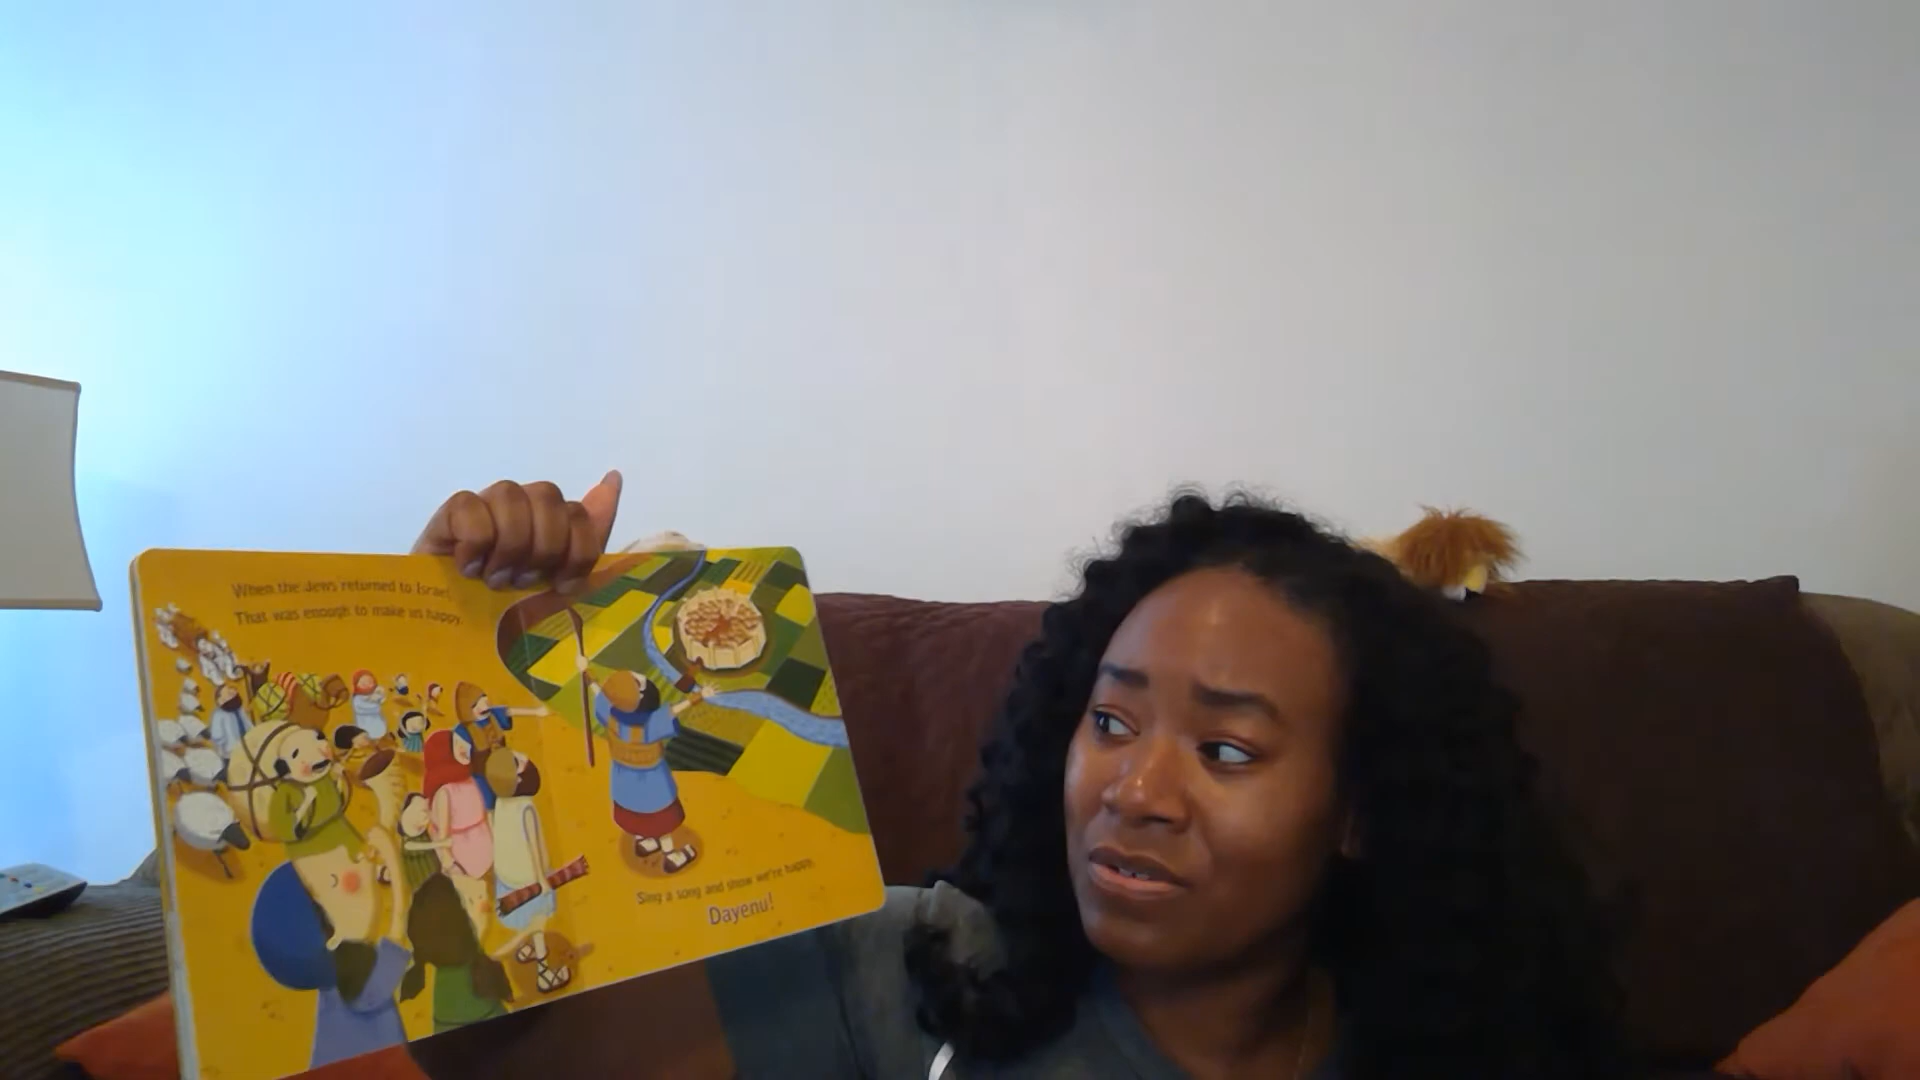 When the Jews returned to Israel,
That was enough to make us happy.
Sing a song and show we're happy,
Dayenu!